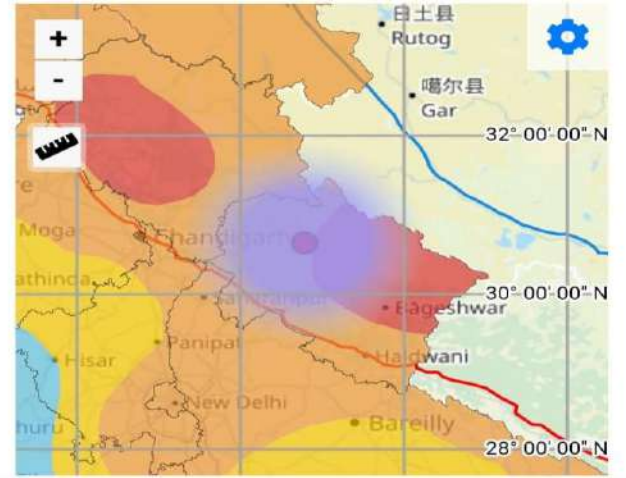 +
-
日土县
Rutog
噶尔县
Gar
32° 00' 00" N
Moga
Chandigarh
athinda
30° 00' 00" N
Bageshwar
Panipat
Hisar
Haldwani
New Delhi
huru
Bareilly
28° 00' 00" N